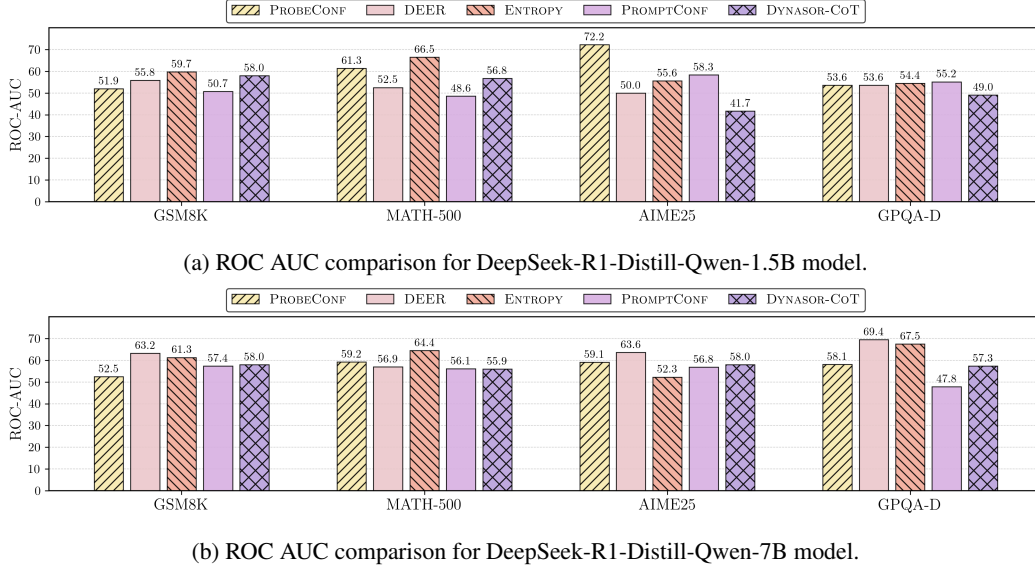 PROBECONF DEER ENTROPY PROMPTCONF DYNASOR-COT
ROC-AUC
70
60
50
40
30
20
10
0
51.9 55.8 59.7 50.7 58.0
61.3 52.5 66.5 48.6 56.8
72.2 50.0 55.6 58.3 41.7
53.6 53.6 54.4 55.2 49.0
GSM8K MATH-500 AIME25 GPQA-D
(a) ROC AUC comparison for DeepSeek-R1-Distill-Qwen-1.5B model.
PROBECONF DEER ENTROPY PROMPTCONF DYNASOR-COT
ROC-AUC
70
60
50
40
30
20
10
0
52.5 63.2 61.3 57.4 58.0
59.2 56.9 64.4 56.1 55.9
59.1 63.6 52.3 56.8 58.0
58.1 69.4 67.5 47.8 57.3
GSM8K MATH-500 AIME25 GPQA-D
(b) ROC AUC comparison for DeepSeek-R1-Distill-Qwen-7B model.